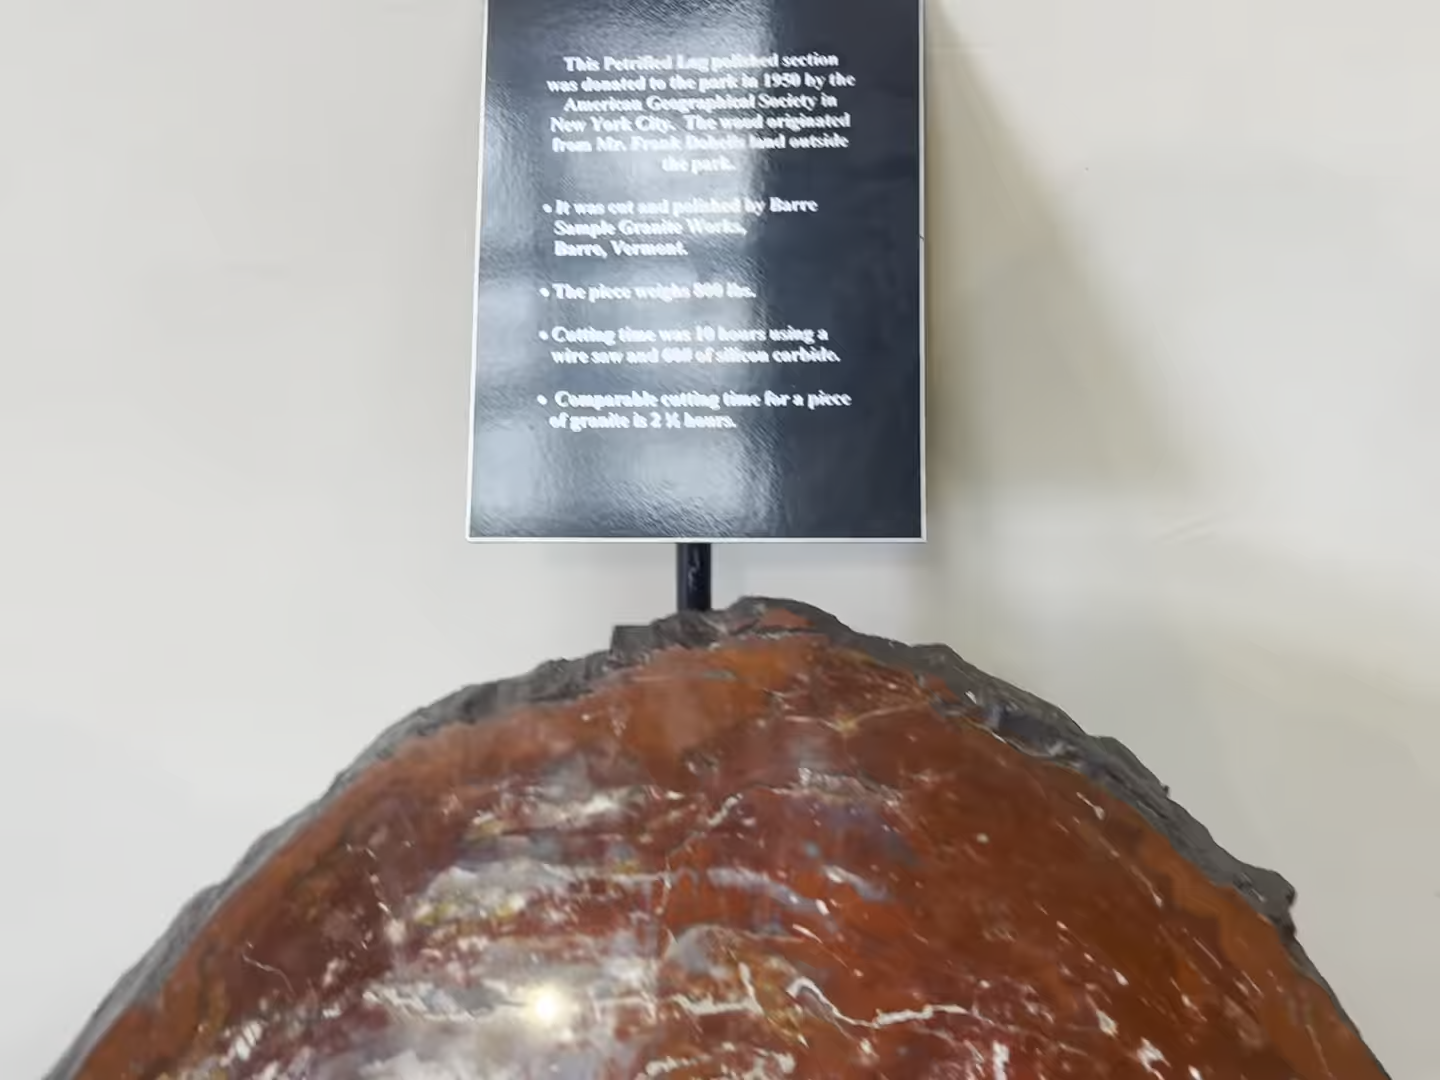 This Petrified Log polished section
was donated to the park in 1950 by the
American Geographical Society in
New York City. The wood originated
from Mr. Frank Dobell's land outside
the park.
• It was cut and polished by Barre
Sample Granite Works,
Barre, Vermont.
• The piece weighs 800 lbs.
• Cutting time was 10 hours using a
wire saw and of silicon carbide.
• Comparable cutting time for a piece
of granite is 2 hours.